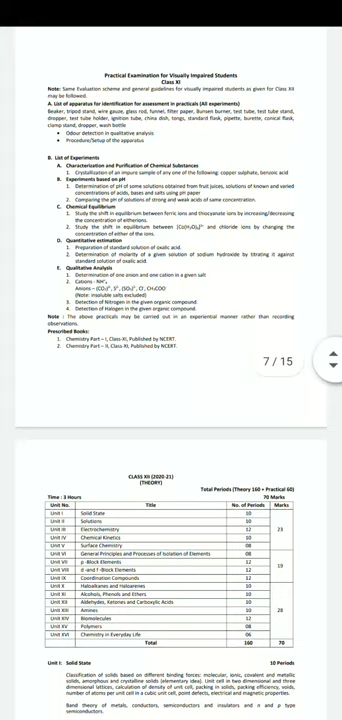 Practical Examination for Visually Impaired Students
Class XI
Note: Same Evaluation scheme and general guidelines for visually impaired students as given for Class XII
may be followed.
A. List of apparatus for identification for assessment in practicals (All experiments)
Beaker, tripod stand, wire gauze, glass rod, funnel, filter paper, Bunsen burner, test tube, test tube stand,
dropper, test tube holder, ignition tube, china dish, tongs, standard flask, pipette, burette, conical flask,
clamp stand, dropper, wash bottle
• Odour detection in qualitative analysis
• Procedure/Setup of the apparatus
B. List of Experiments
A. Characterization and Purification of Chemical Substances
1. Crystallization of an impure sample of any one of the following: copper sulphate, benzoic acid
B. Experiments based on pH
1. Determination of pH of some solutions obtained from fruit juices, solutions of known and varied
concentrations of acids, bases and salts using pH paper
2. Comparing the pH of solutions of strong and weak acids of same concentration.
C. Chemical Equilibrium
1. Study the shift in equilibrium between ferric ions and thiocyanate ions by increasing/decreasing
the concentration of eitherions.
2. Study the shift in equilibrium between [Co(H₂O)₆]²⁺ and chloride ions by changing the
concentration of either of the ions.
D. Quantitative estimation
1. Preparation of standard solution of oxalic acid.
2. Determination of molarity of a given solution of sodium hydroxide by titrating it against
standard solution of oxalic acid.
E. Qualitative Analysis
1. Determination of one anion and one cation in a given salt
2. Cations - NH⁺₄
Anions – (CO₃)²⁻, S²⁻, (SO₃)²⁻, Cl⁻, CH₃COO⁻
(Note: insoluble salts excluded)
3. Detection of Nitrogen in the given organic compound.
4. Detection of Halogen in the given organic compound.
Note : The above practicals may be carried out in an experiential manner rather than recording
observations.
Prescribed Books:
1. Chemistry Part – I, Class-XI, Published by NCERT.
2. Chemistry Part – II, Class-XI, Published by NCERT.
7 / 15
CLASS XII (2020-21)
(THEORY)
Total Periods (Theory 160 + Practical 60)
Time : 3 Hours 70 Marks
Unit No. Title No. of Periods Marks
Unit I Solid State 10 23
Unit II Solutions 10
Unit III Electrochemistry 12
Unit IV Chemical Kinetics 10
Unit V Surface Chemistry 08
Unit VI General Principles and Processes of Isolation of Elements 08 19
Unit VII p -Block Elements 12
Unit VIII d -and f -Block Elements 12
Unit IX Coordination Compounds 12
Unit X Haloalkanes and Haloarenes 10 28
Unit XI Alcohols, Phenols and Ethers 10
Unit XII Aldehydes, Ketones and Carboxylic Acids 10
Unit XIII Amines 10
Unit XIV Biomolecules 12
Unit XV Polymers 08
Unit XVI Chemistry in Everyday Life 06
Total 160 70
Unit I: Solid State 10 Periods
Classification of solids based on different binding forces: molecular, ionic, covalent and metallic
solids, amorphous and crystalline solids (elementary idea). Unit cell in two dimensional and three
dimensional lattices, calculation of density of unit cell, packing in solids, packing efficiency, voids,
number of atoms per unit cell in a cubic unit cell, point defects, electrical and magnetic properties.
Band theory of metals, conductors, semiconductors and insulators and n and p type
semiconductors.